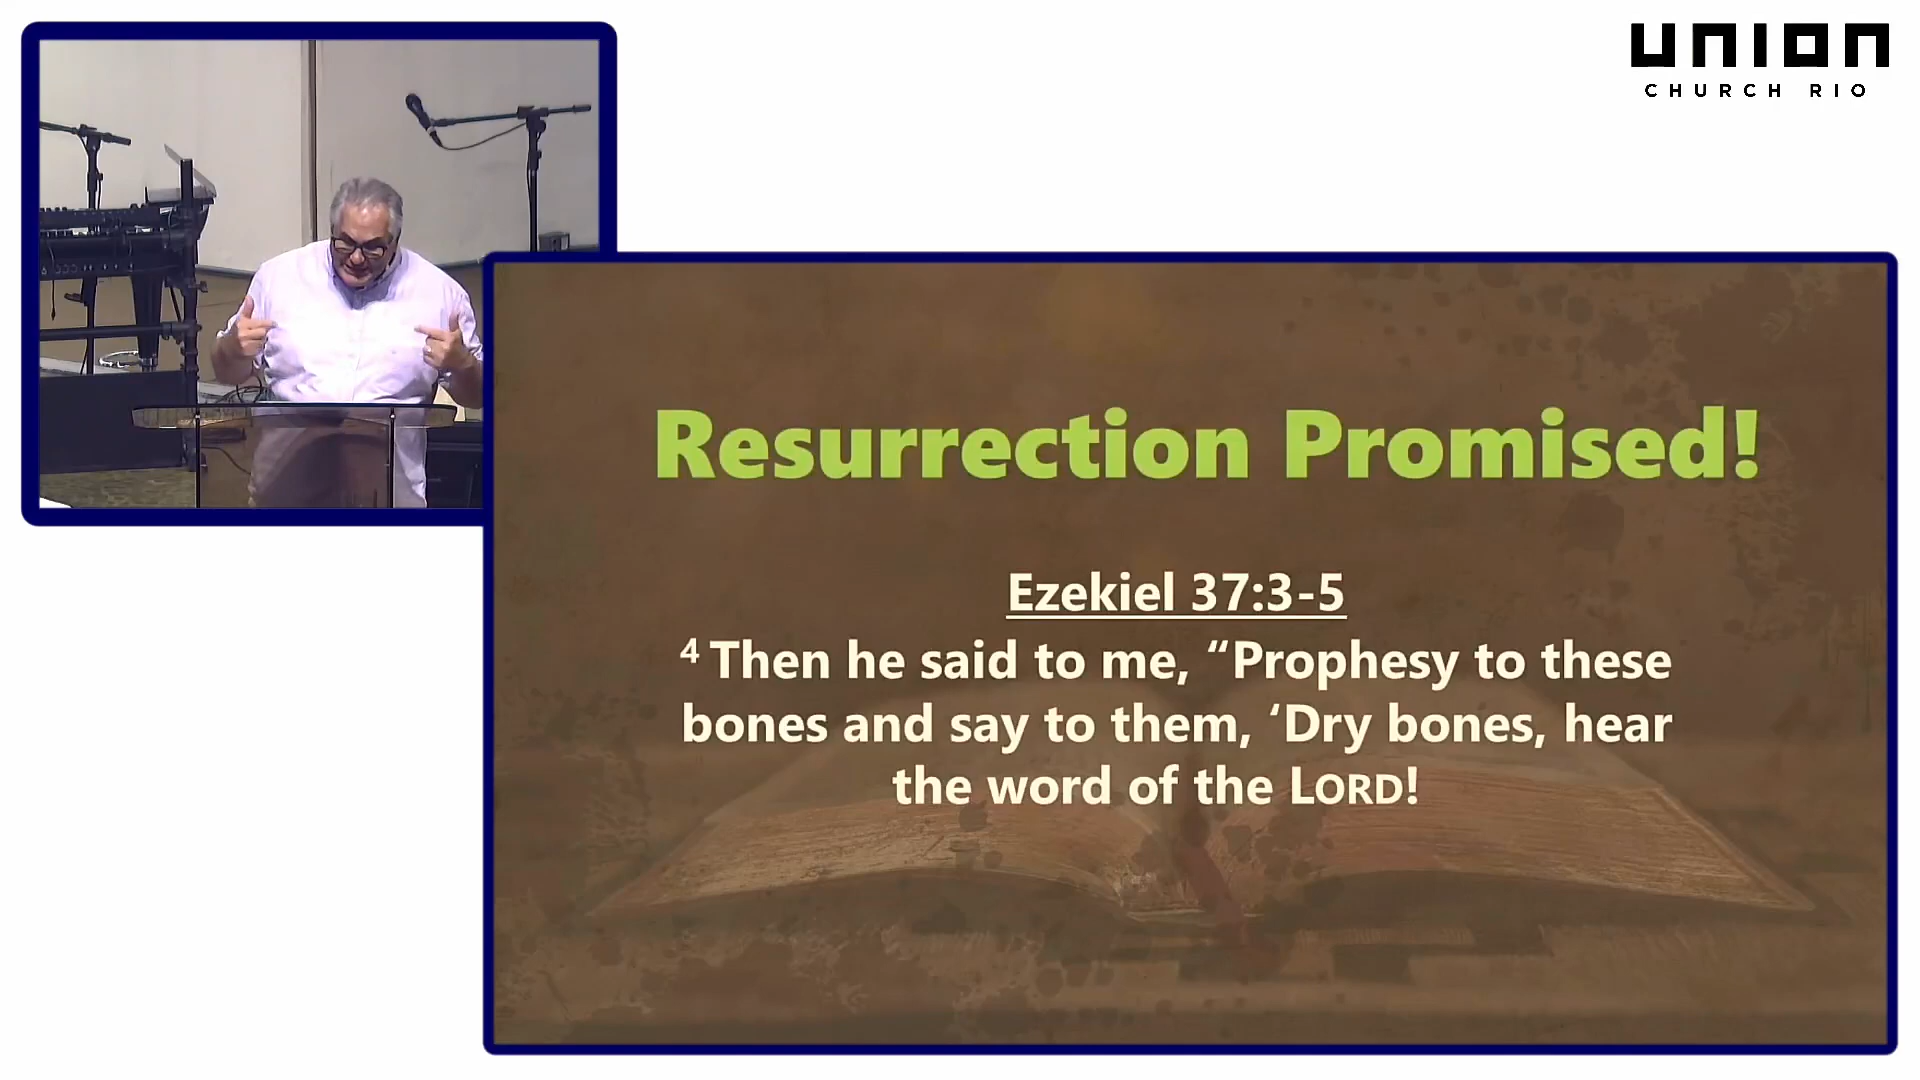 UNION
CHURCH RIO
Resurrection Promised!
Ezekiel 37:3-5
4 Then he said to me, “Prophesy to these
bones and say to them, ‘Dry bones, hear
the word of the LORD!